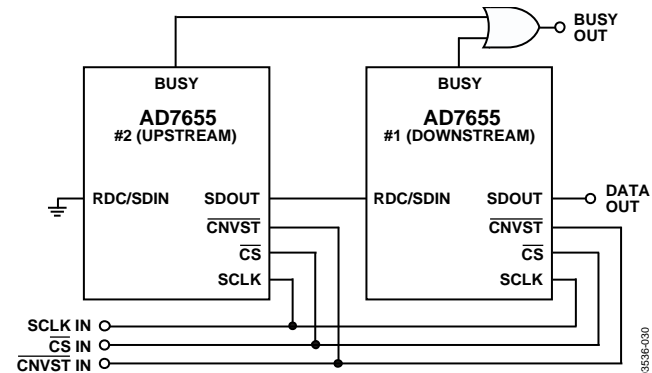 BUSY
OUT
BUSY
AD7655
#2 (UPSTREAM)
RDC/SDIN
SDOUT
CNVST
CS
SCLK
BUSY
AD7655
#1 (DOWNSTREAM)
RDC/SDIN
SDOUT
CNVST
CS
SCLK
DATA
OUT
SCLK IN
CS IN
CNVST IN
03536-030